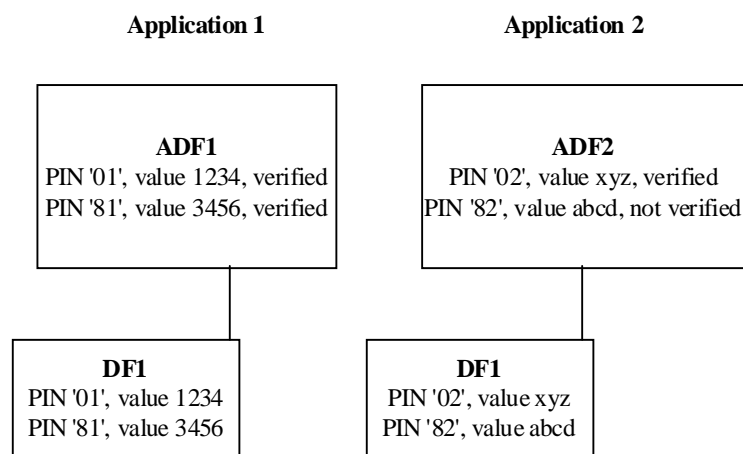 Application 1
Application 2
ADF1
PIN '01', value 1234, verified
PIN '81', value 3456, verified
ADF2
PIN '02', value xyz, verified
PIN '82', value abcd, not verified
DF1
PIN '01', value 1234
PIN '81', value 3456
DF1
PIN '02', value xyz
PIN '82', value abcd